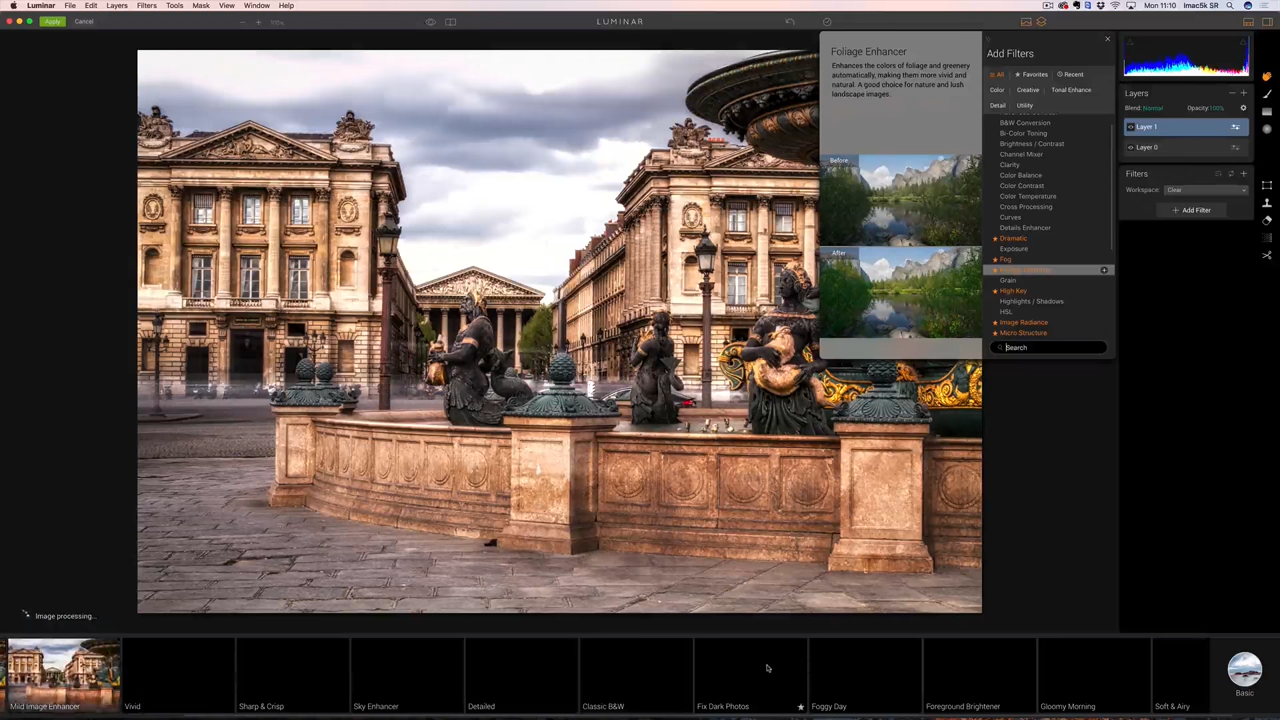 Luminar File Edit Layers Filters Tools Mask View Window Help Mon 11:10 Imac5k SR
Apply Cancel LUMINAR
Foliage Enhancer
Enhances the colors of foliage and greenery
automatically, making them more vivid and
natural. A good choice for nature and lush
landscape images.
Before
After
Add Filters
All Favorites Recent
Color Creative Tonal Enhance
Detail Utility
B&W Conversion
Bi-Color Toning
Brightness / Contrast
Channel Mixer
Clarity
Color Balance
Color Contrast
Color Temperature
Cross Processing
Curves
Details Enhancer
Dramatic
Exposure
Fog
Grain
High Key
Highlights / Shadows
HSL
Image Radiance
Micro Structure
Search
Layers
Blend: Normal Opacity: 100%
Layer 1
Layer 0
Filters
Workspace: Clear
Add Filter
Image processing...
Mild Image Enhancer Vivid Sharp & Crisp Sky Enhancer Detailed Classic B&W Fix Dark Photos Foggy Day Foreground Brightener Gloomy Morning Soft & Airy Basic